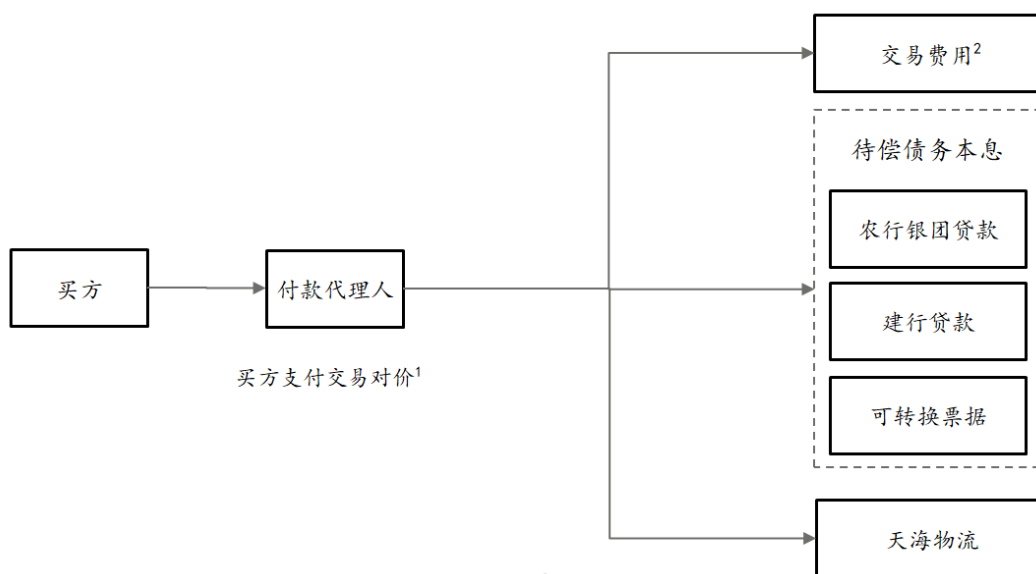 交易费用2
待偿债务本息
农行银团贷款
买方
付款代理人
建行贷款
买方支付交易对价1
可转换票据
天海物流